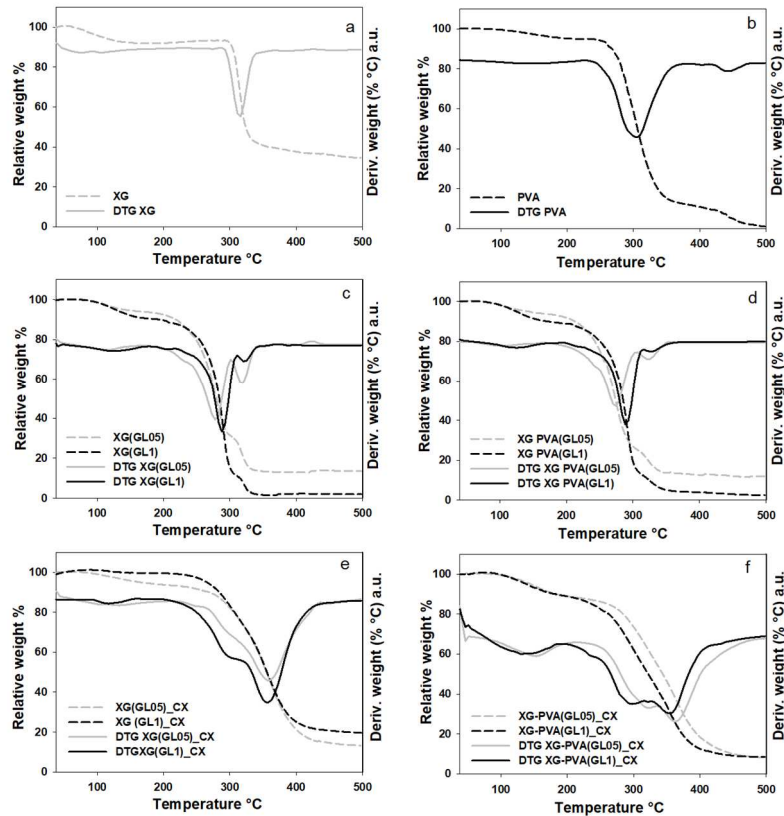 a
Relative weight %
100
80
60
40
20
0
XG
DTG XG
100 200 300 400 500
Temperature °C
Deriv. weight (% °C) a.u.
b
Relative weight %
100
80
60
40
20
0
PVA
DTG PVA
100 200 300 400 500
Temperature °C
Deriv. weight (% °C) a.u.
c
Relative weight %
100
80
60
40
20
0
XG(GL05)
XG(GL1)
DTG XG(GL05)
DTG XG(GL1)
100 200 300 400 500
Temperature °C
Deriv. weight (% °C) a.u.
d
Relative weight %
100
80
60
40
20
0
XG PVA(GL05)
XG PVA(GL1)
DTG XG PVA(GL05)
DTG XG PVA(GL1)
100 200 300 400 500
Temperature °C
Deriv. weight (% °C) a.u.
e
Relative weight %
100
80
60
40
20
0
XG(GL05)_CX
XG (GL1)_CX
DTG XG(GL05)_CX
DTGXG(GL1)_CX
100 200 300 400 500
Temperature °C
Deriv. weight (% °C) a.u.
f
Relative weight %
100
80
60
40
20
0
XG-PVA(GL05)_CX
XG-PVA(GL1)_CX
DTG XG-PVA(GL05)_CX
DTG XG-PVA(GL1)_CX
100 200 300 400 500
Temperature °C
Deriv. weight (% °C) a.u.